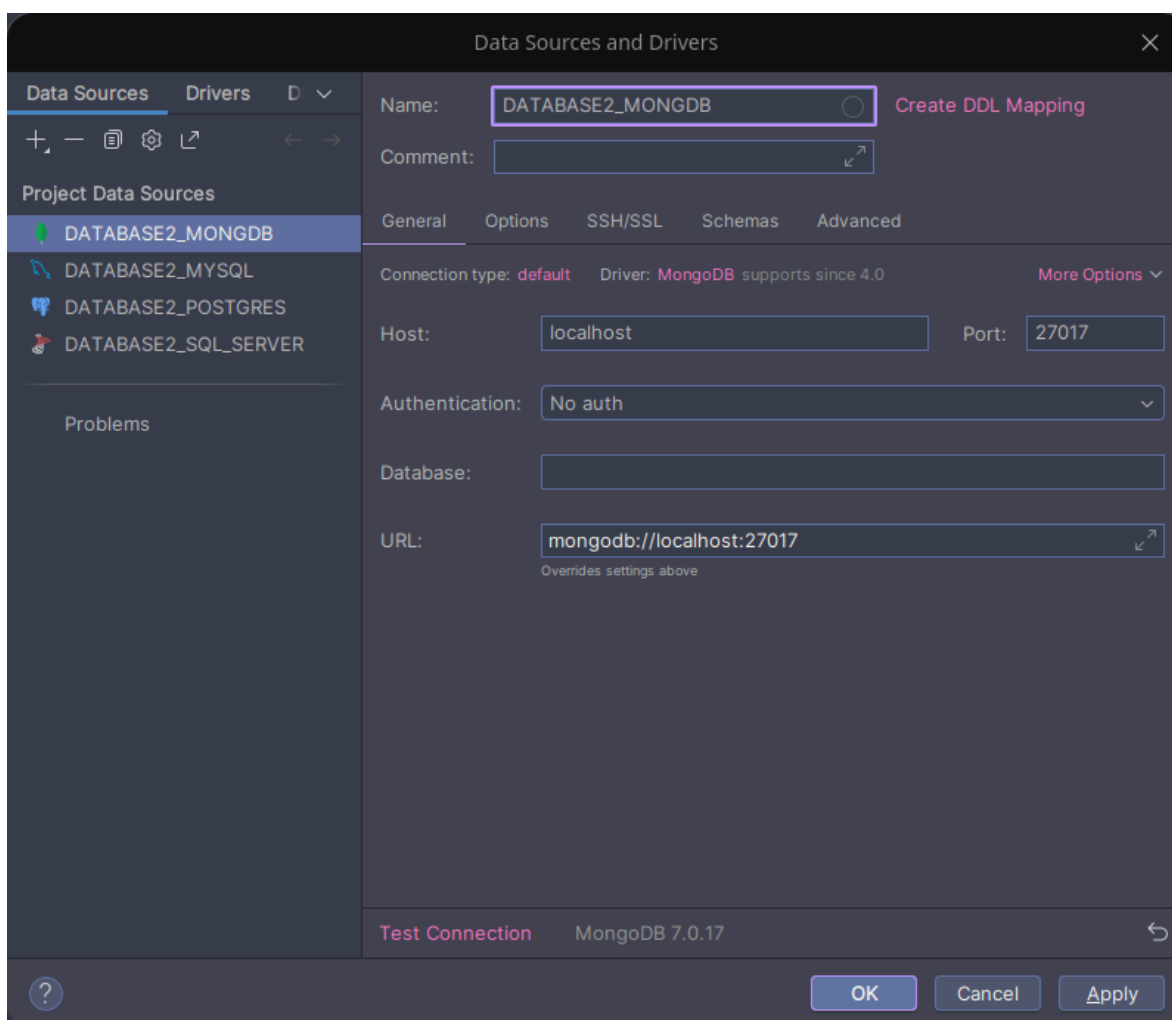 Data Sources and Drivers
Data Sources Drivers D
Project Data Sources
DATABASE2_MONGDB
DATABASE2_MYSQL
DATABASE2_POSTGRES
DATABASE2_SQL_SERVER
Problems
Name: DATABASE2_MONGDB Create DDL Mapping
Comment:
General Options SSH/SSL Schemas Advanced
Connection type: default Driver: MongoDB supports since 4.0 More Options
Host: localhost Port: 27017
Authentication: No auth
Database:
URL: mongodb://localhost:27017
Overrides settings above
Test Connection MongoDB 7.0.17
? OK Cancel Apply